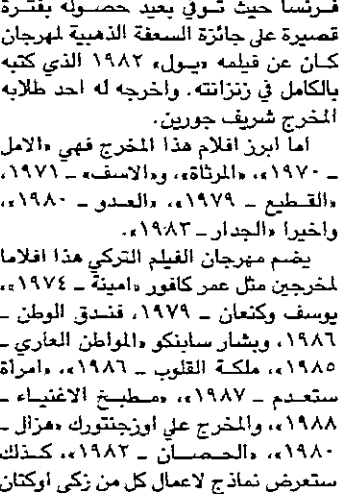 فرنسا حيث توفي بعيد حصوله بفترة
قصيرة على جائزة السعفة الذهبية لمهرجان
كان عن فيلمه «يول» ١٩٨٢ الذي كتبه
بالكامل في زنزانته. واخرجه له احد طلابه
المخرج شريف جورين.
اما ابرز افلام هذا المخرج فهي «الامل
ـ ١٩٧٠»، «المرثاة»، و«الاسف» ـ ١٩٧١،
«القطيع ـ ١٩٧٩»، «العدو ـ ١٩٨٠»،
واخيرا «الجدار ـ ١٩٨٣».
يضم مهرجان الفيلم التركي هذا افلاما
لمخرجين مثل عمر كافور «امينة ـ ١٩٧٤»،
يوسف وكنعان ـ ١٩٧٩، فندق الوطن ـ
١٩٨٦، وبشار سابنكو «المواطن العاري ـ
١٩٨٥»، ملكة القلوب ـ ١٩٨٦»، «امرأة
ستعدم ـ ١٩٨٧»، «مطبخ الاغنياء ـ
١٩٨٨»، والمخرج علي اوزجنتورك «هزال ـ
١٩٨٠»، «الحصان ـ ١٩٨٢»، كذلك
ستعرض نماذج لاعمال كل من زكي اوكتان